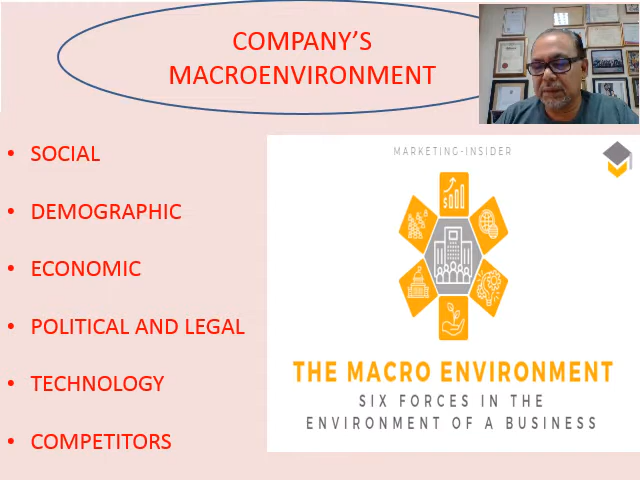 COMPANY'S
MACROENVIRONMENT
• SOCIAL
• DEMOGRAPHIC
• ECONOMIC
• POLITICAL AND LEGAL
• TECHNOLOGY
• COMPETITORS
MARKETING-INSIDER
$
THE MACRO ENVIRONMENT
SIX FORCES IN THE
ENVIRONMENT OF A BUSINESS